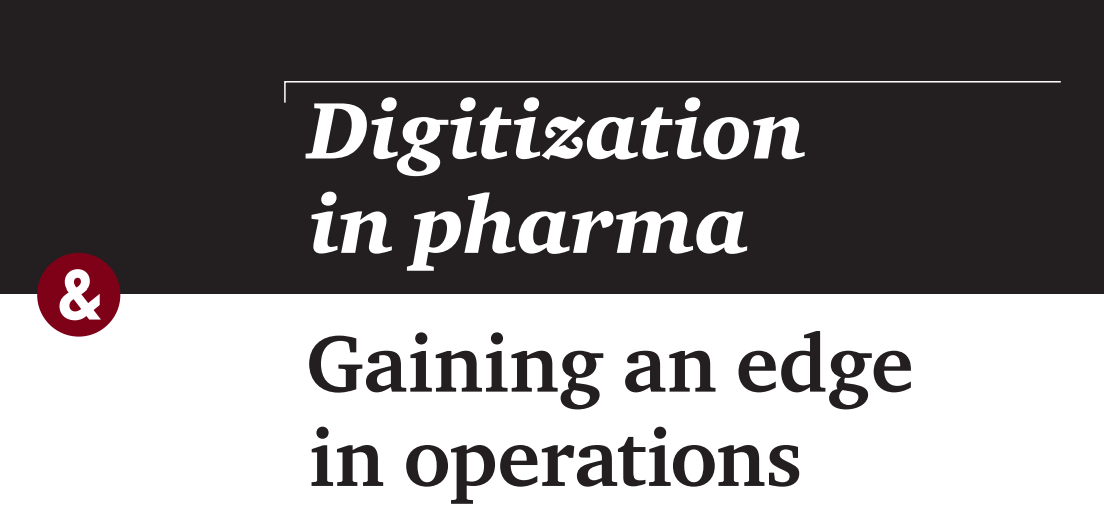 Digitization
in pharma
&
Gaining an edge
in operations